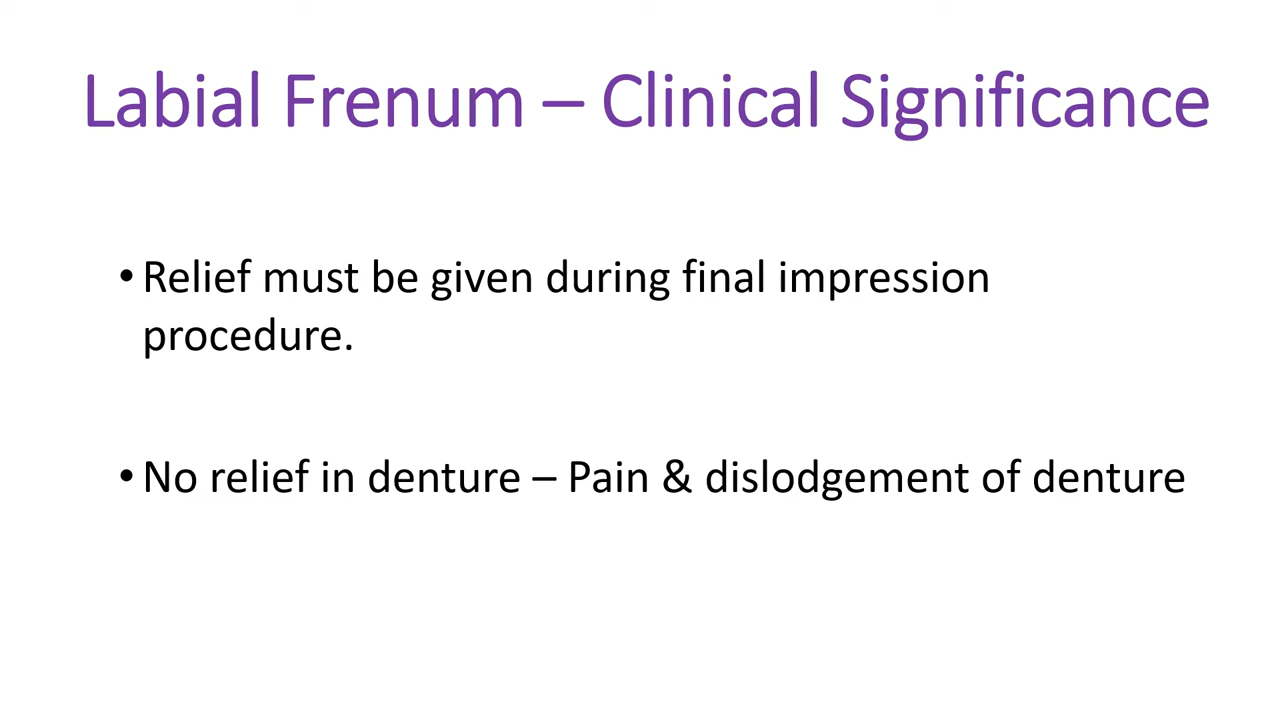 Labial Frenum – Clinical Significance
• Relief must be given during final impression
procedure.
• No relief in denture – Pain & dislodgement of denture